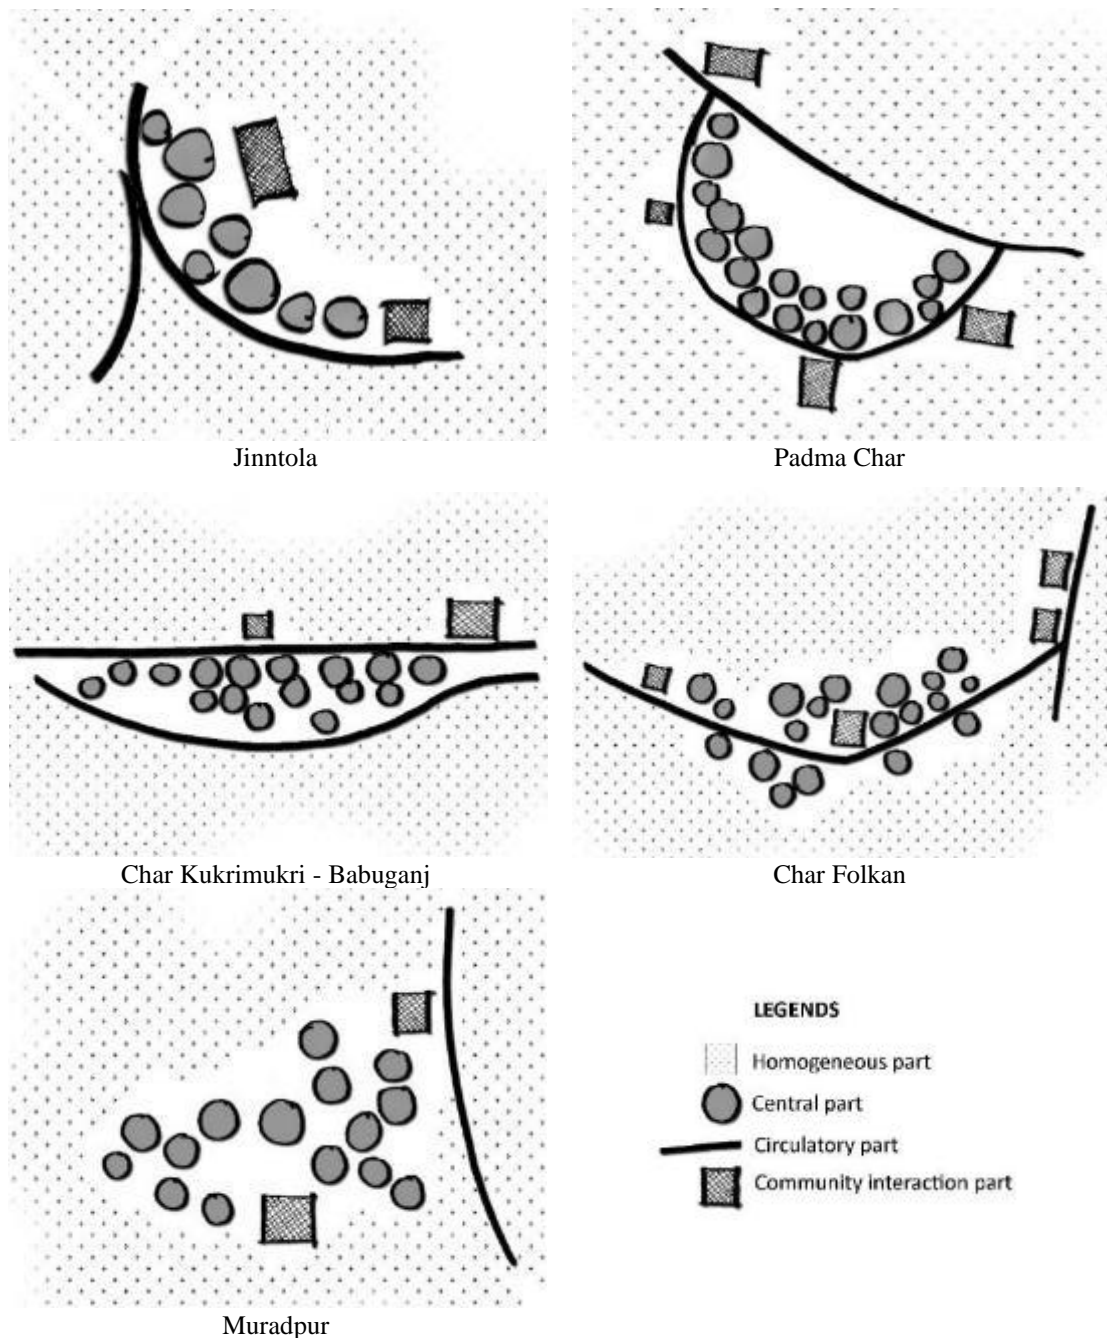 Jinntola
Padma Char
Char Kukrimukri - Babuganj
Char Folkan
LEGENDS
Homogeneous part
Central part
Circulatory part
Community interaction part
Muradpur